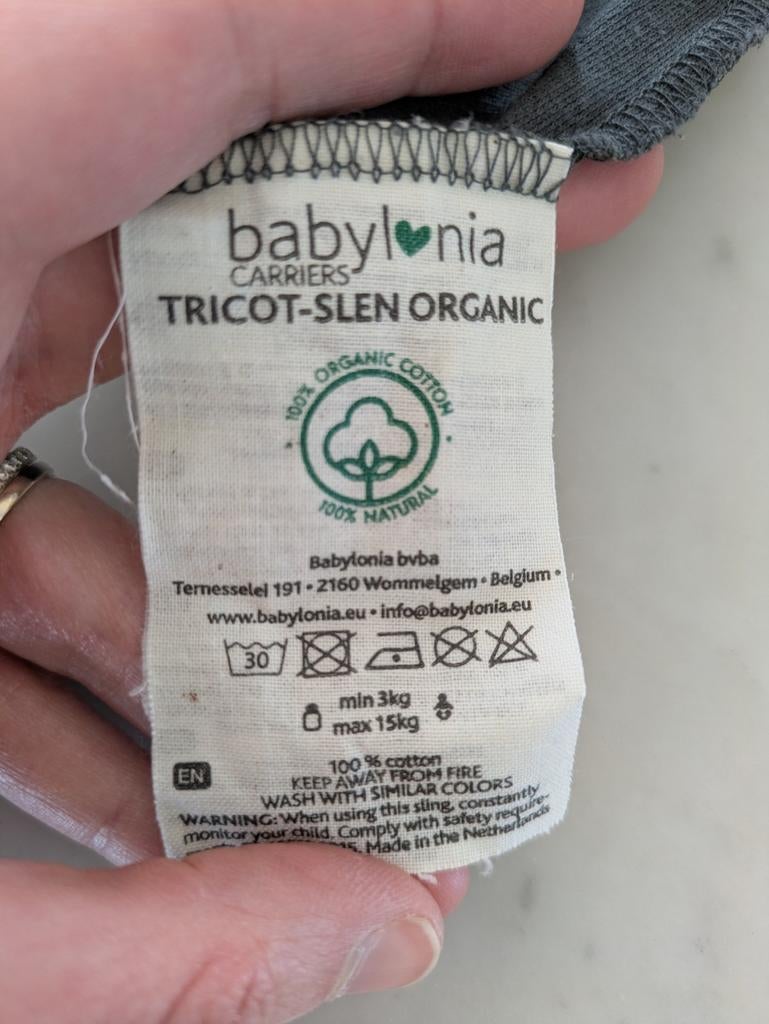 babylonia
CARRIERS
TRICOT-SLEN ORGANIC
100% ORGANIC COTTON
100% NATURAL
Babylonia bvba
Ternesselei 191 • 2160 Wommelgem • Belgium •
www.babylonia.eu • info@babylonia.eu
30
min 3kg
max 15kg
100 % cotton
EN
KEEP AWAY FROM FIRE
WASH WITH SIMILAR COLORS
WARNING: When using this sling, constantly
monitor your child. Comply with safety require-
Made in the Netherlands